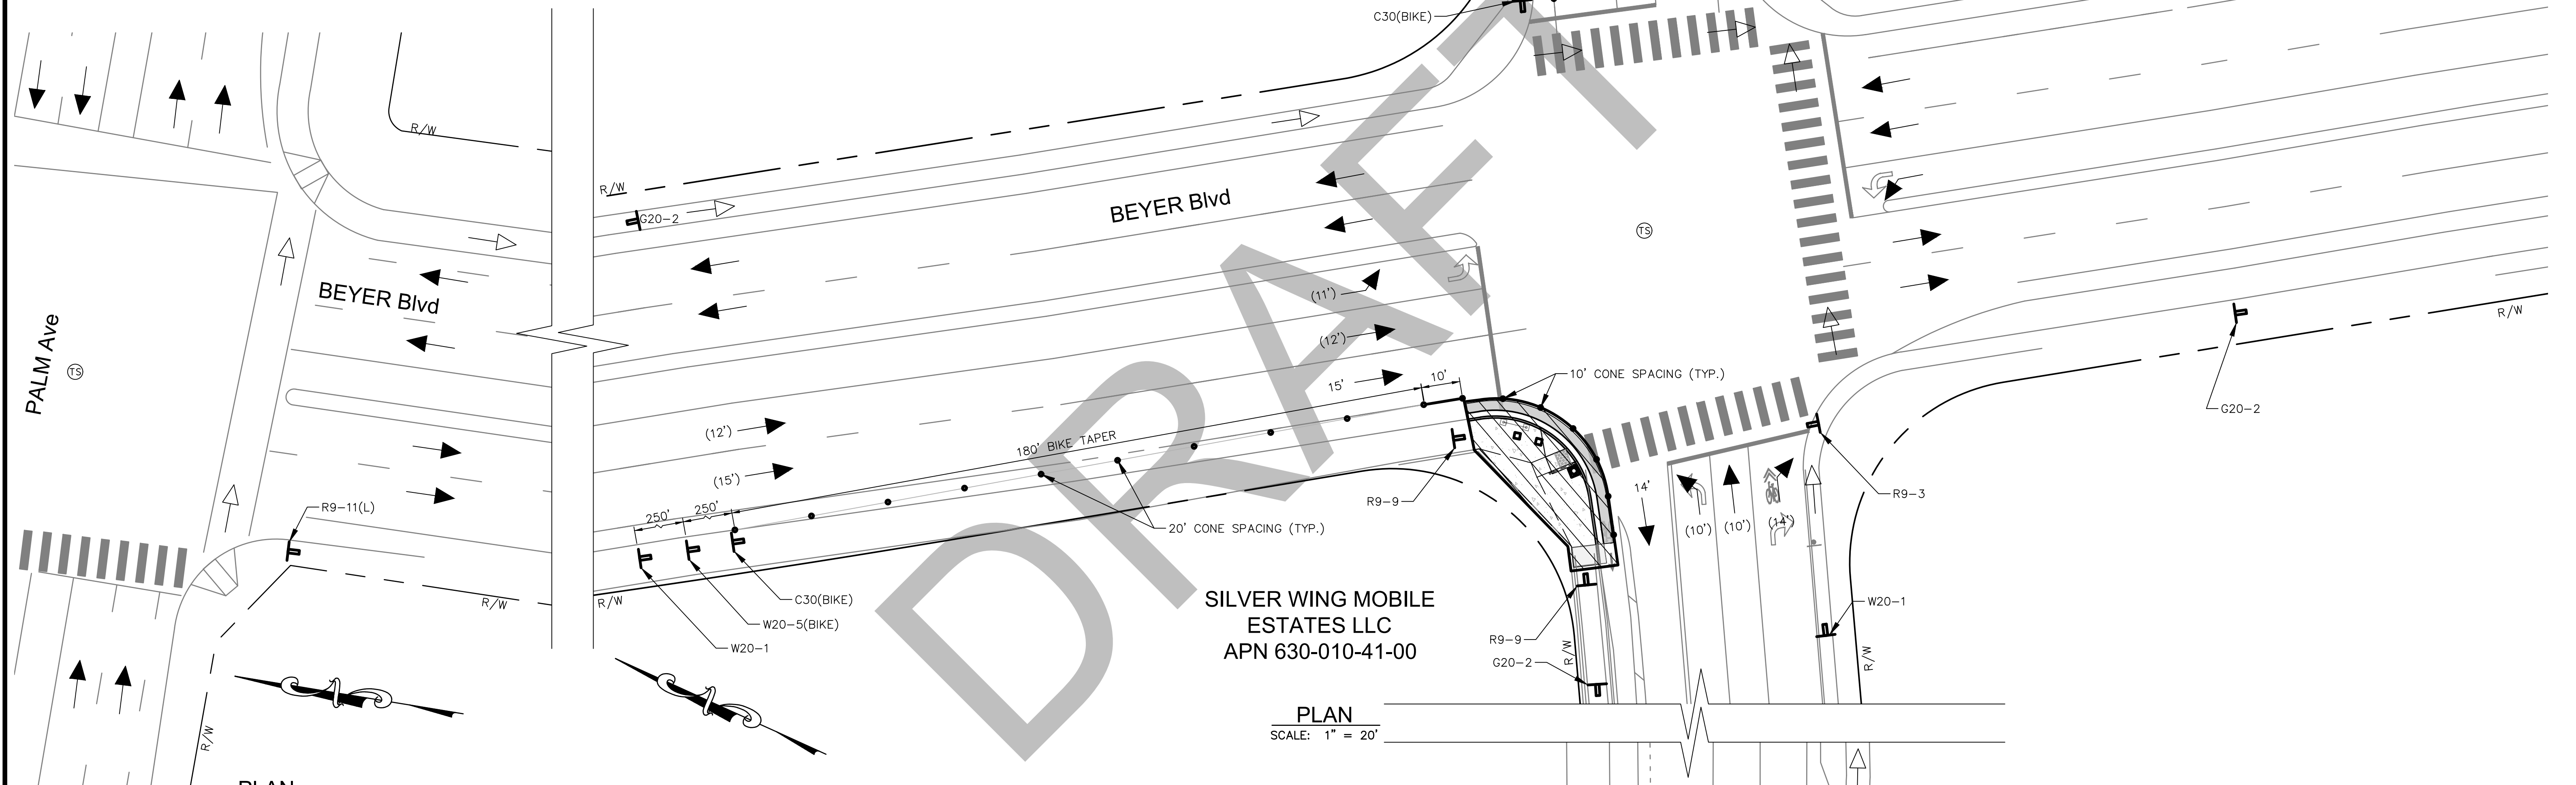 C30(BIKE)
R/W
R/W
G20-2
BEYER Blvd
TS
BEYER Blvd
PALM Ave
TS
(11')
(12')
15'
10'
10' CONE SPACING (TYP.)
R/W
G20-2
(12')
180' BIKE TAPER
(15')
R9-9
14'
(10')
(10')
(14')
R9-3
R9-11(L)
250'
250'
20' CONE SPACING (TYP.)
R/W
R/W
C30(BIKE)
W20-5(BIKE)
W20-1
SILVER WING MOBILE
ESTATES LLC
APN 630-010-41-00
R9-9
G20-2
R/W
W20-1
R/W
R/W
PLAN
SCALE: 1" = 20'
PLAN
DRAFT